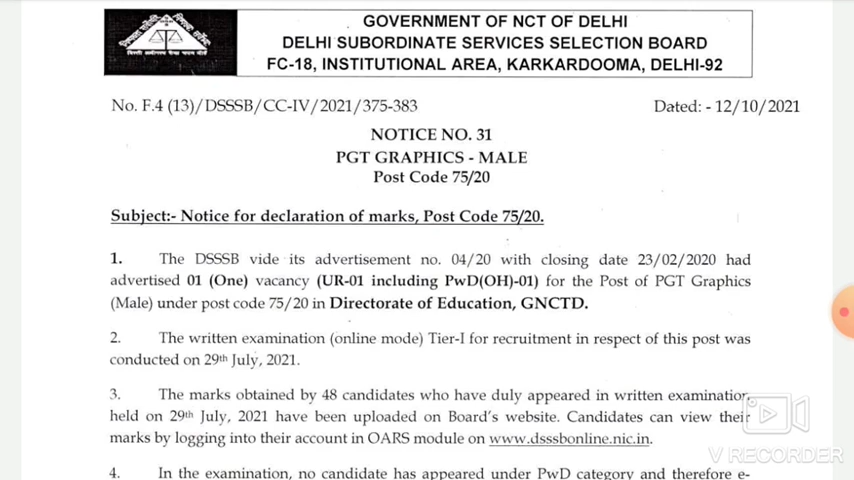 GOVERNMENT OF NCT OF DELHI
DELHI SUBORDINATE SERVICES SELECTION BOARD
FC-18, INSTITUTIONAL AREA, KARKARDOOMA, DELHI-92
No. F.4 (13)/DSSSB/CC-IV/2021/375-383 Dated: - 12/10/2021
NOTICE NO. 31
PGT GRAPHICS - MALE
Post Code 75/20
Subject:- Notice for declaration of marks, Post Code 75/20.
1. The DSSSB vide its advertisement no. 04/20 with closing date 23/02/2020 had
advertised 01 (One) vacancy (UR-01 including PwD(OH)-01) for the Post of PGT Graphics
(Male) under post code 75/20 in Directorate of Education, GNCTD.
2. The written examination (online mode) Tier-I for recruitment in respect of this post was
conducted on 29th July, 2021.
3. The marks obtained by 48 candidates who have duly appeared in written examination
held on 29th July, 2021 have been uploaded on Board's website. Candidates can view their
marks by logging into their account in OARS module on www.dsssbonline.nic.in.
4. In the examination, no candidate has appeared under PwD category and therefore e-
V RECORDER